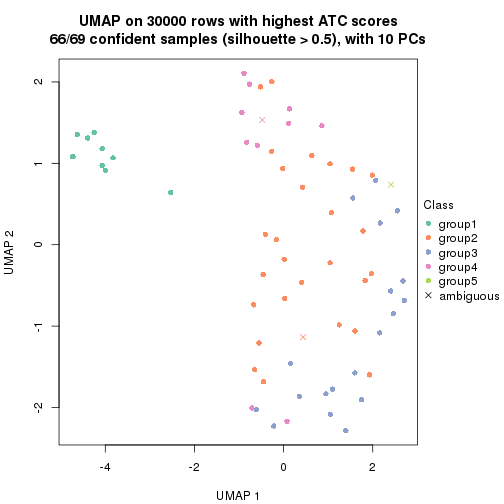 UMAP on 30000 rows with highest ATC scores
66/69 confident samples (silhouette > 0.5), with 10 PCs
UMAP 2
2
1
0
-1
-2
-4
-2
0
2
UMAP 1
Class
group1
group2
group3
group4
group5
ambiguous